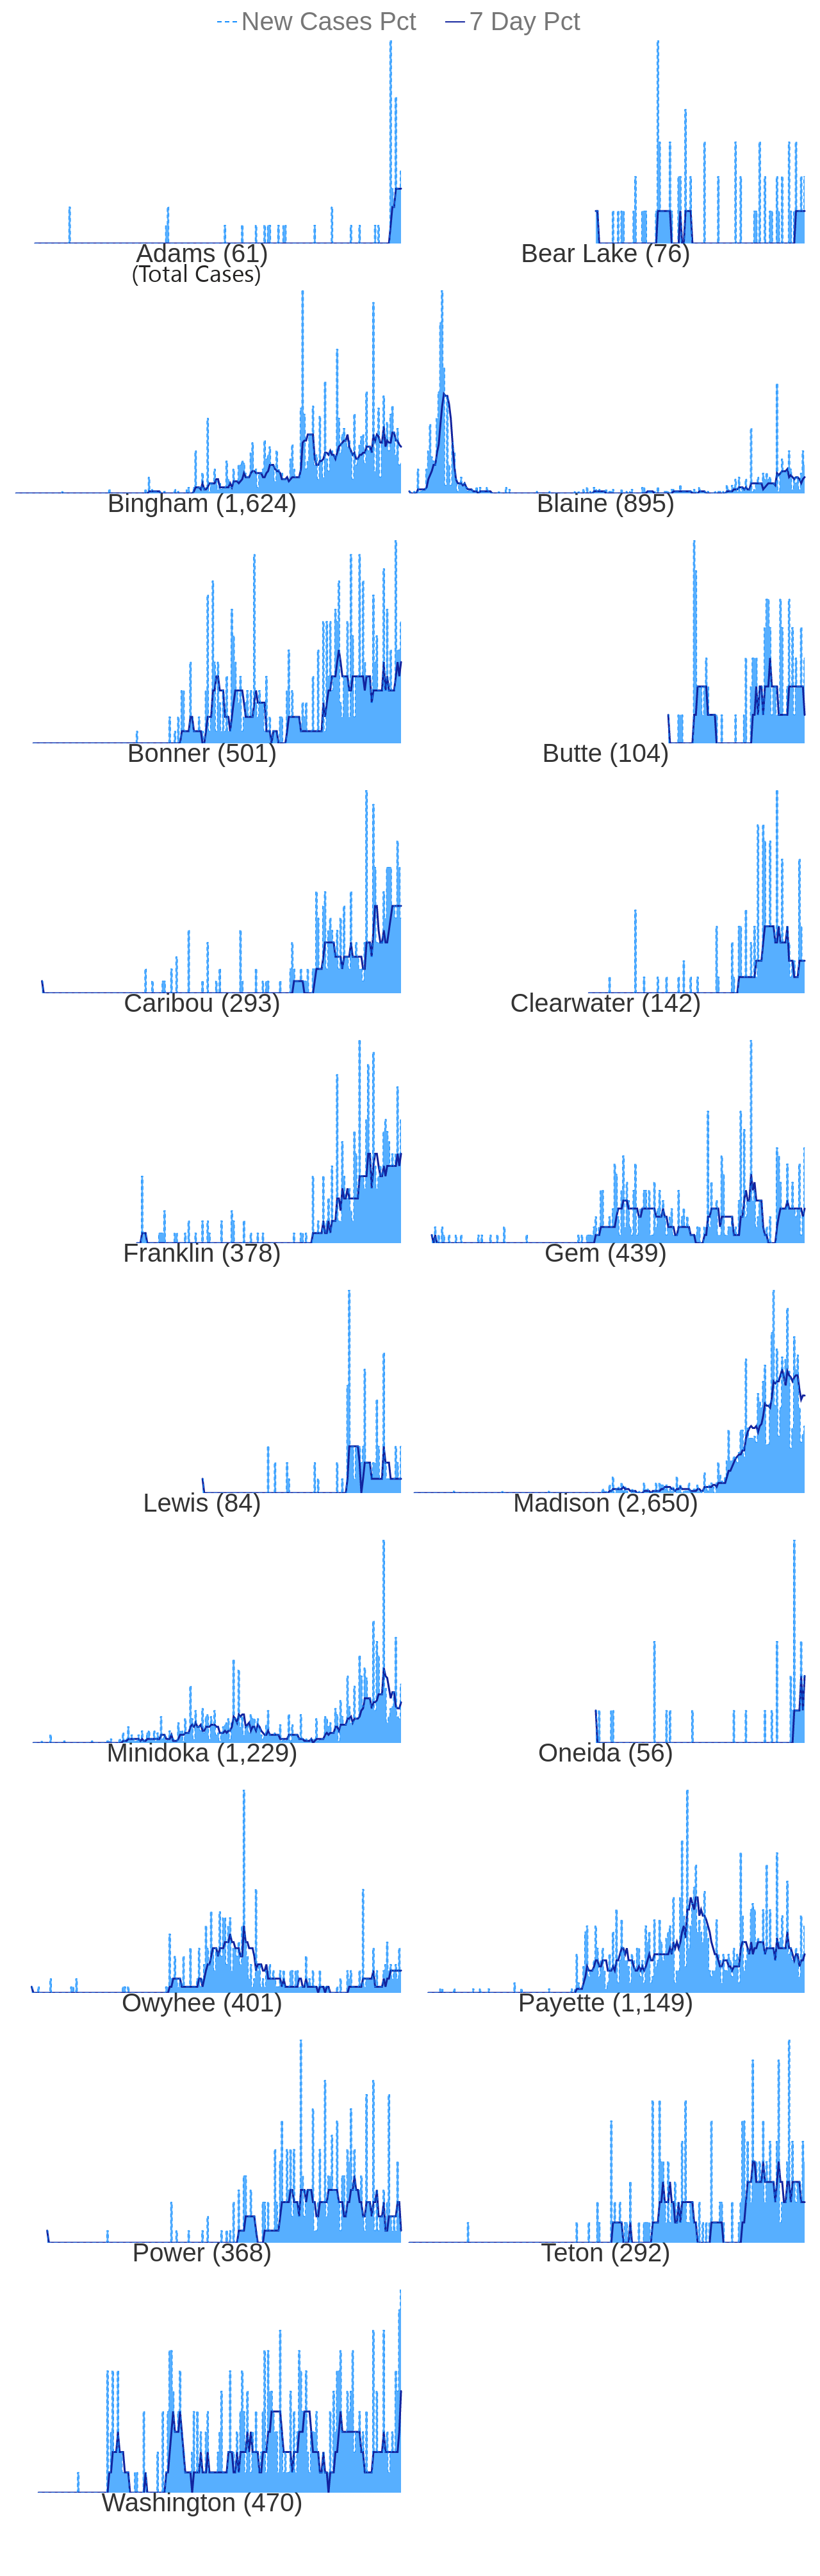 New Cases Pct 7 Day Pct
Adams (61) Bear Lake (76)
(Total Cases)
Bingham (1,624) Blaine (895)
Bonner (501) Butte (104)
Caribou (293) Clearwater (142)
Franklin (378) Gem (439)
Lewis (84) Madison (2,650)
Minidoka (1,229) Oneida (56)
Owyhee (401) Payette (1,149)
Power (368) Teton (292)
Washington (470)